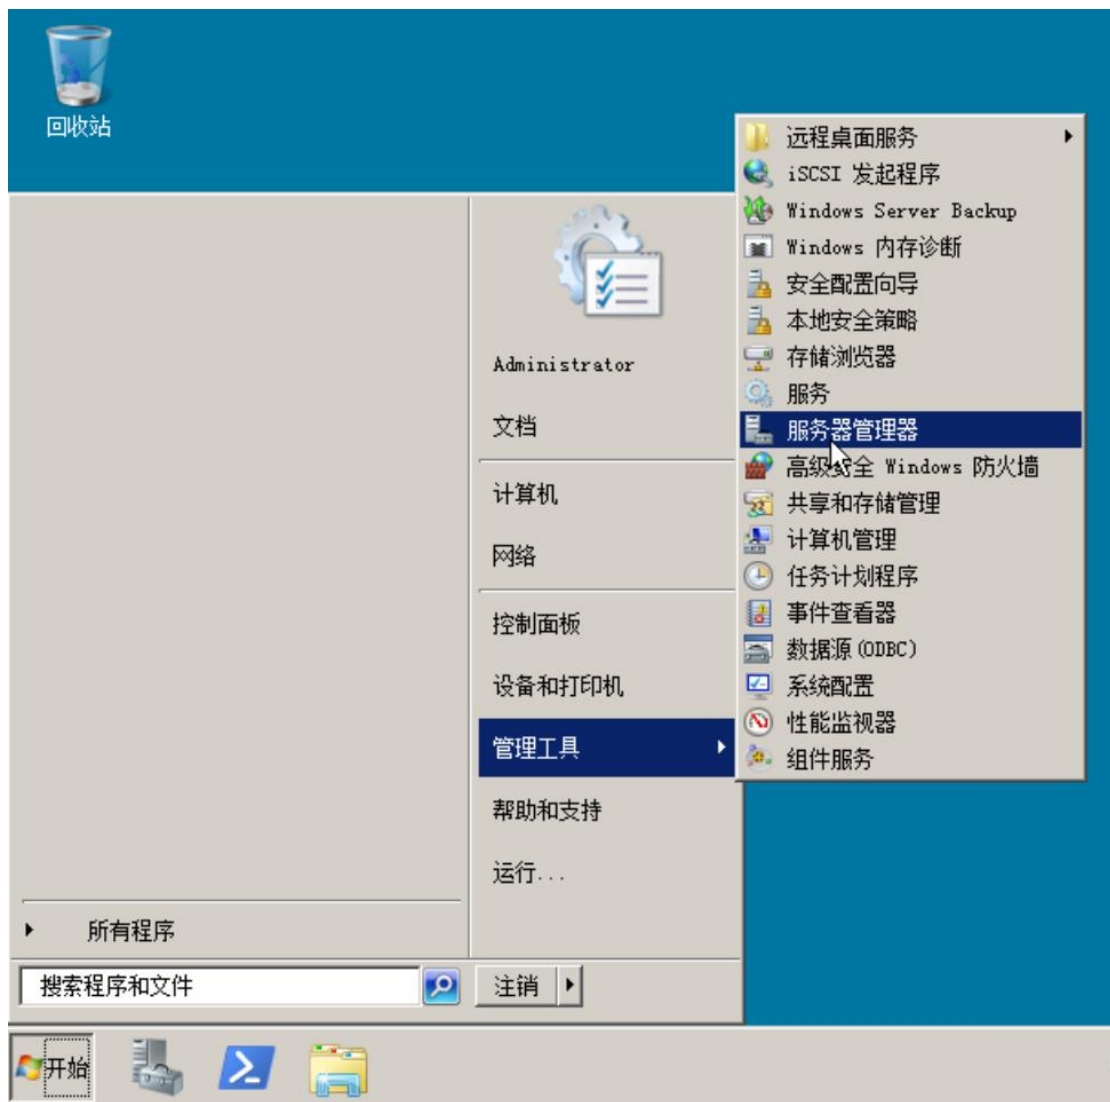 回收站
远程桌面服务
iSCSI 发起程序
Windows Server Backup
Windows 内存诊断
安全配置向导
本地安全策略
存储浏览器
服务
服务器管理器
高级安全 Windows 防火墙
共享和存储管理
计算机管理
任务计划程序
事件查看器
数据源(ODBC)
系统配置
性能监视器
组件服务
Administrator
文档
计算机
网络
控制面板
设备和打印机
管理工具
帮助和支持
运行...
所有程序
搜索程序和文件
注销
开始